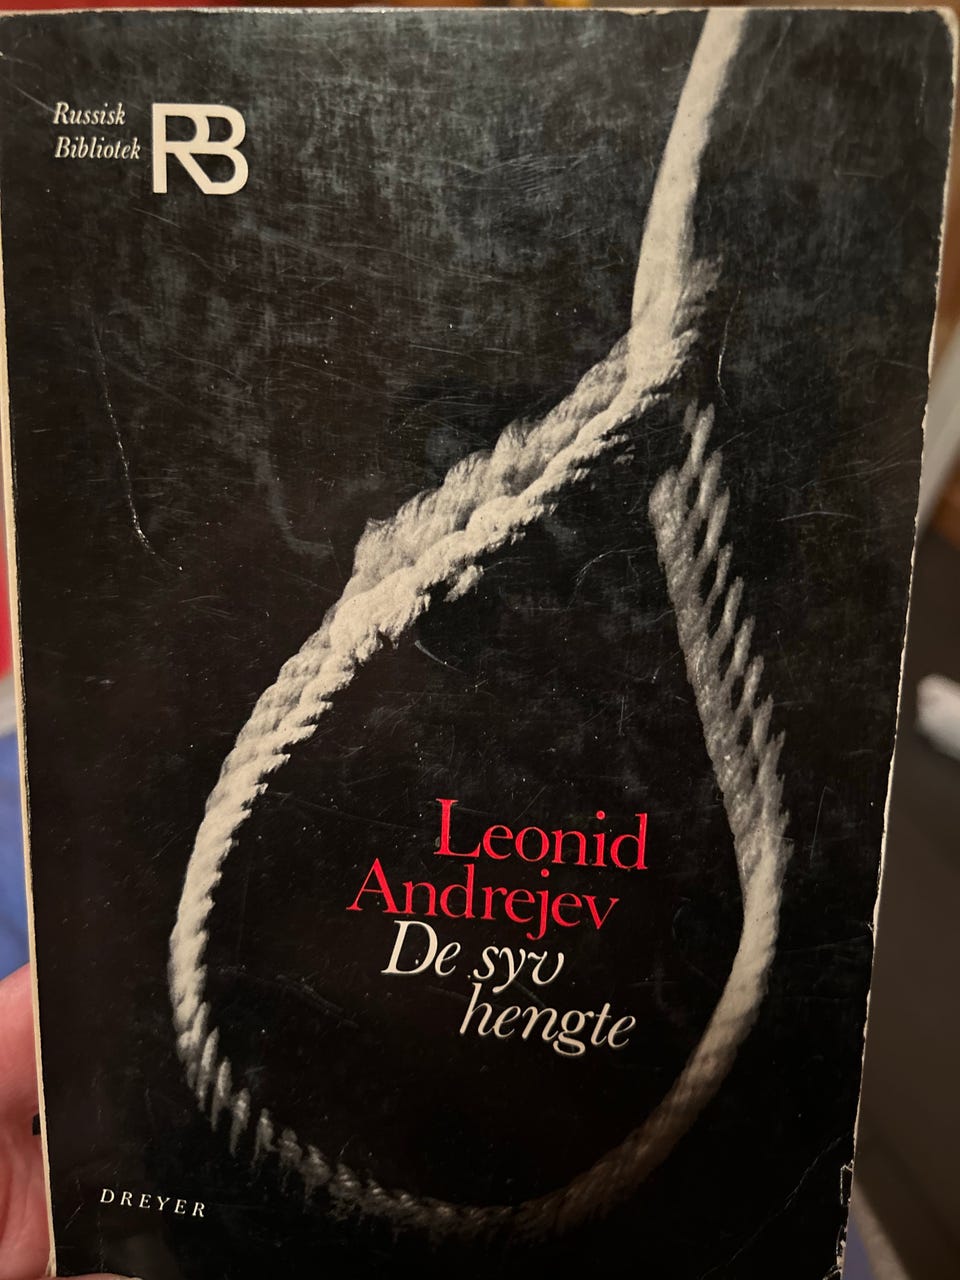 Russisk
Bibliotek
RB
Leonid
Andrejev
De syv
hengte
DREYER